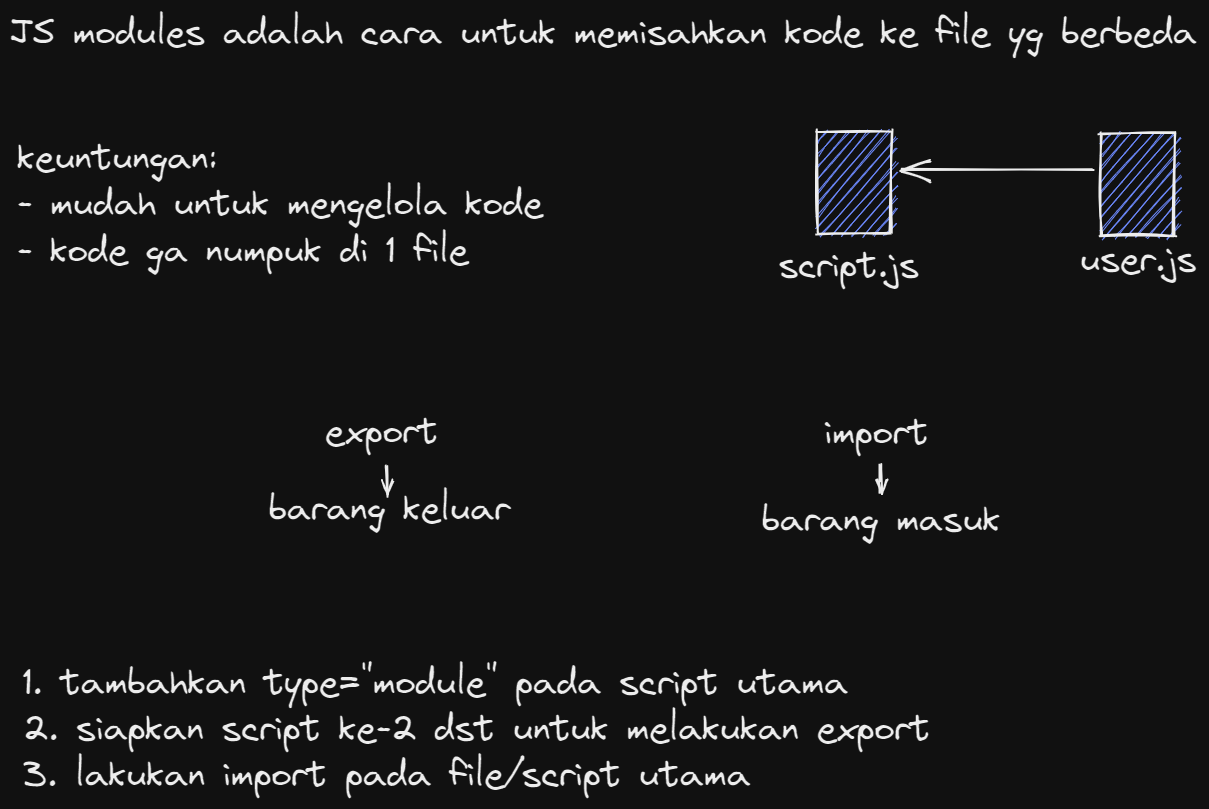 JS modules adalah cara untuk memisahkan kode ke file yg berbeda
keuntungan:
- mudah untuk mengelola kode
- kode ga numpuk di 1 file
script.js
user.js
export
barang keluar
import
barang masuk
1. tambahkan type="module" pada script utama
2. siapkan script ke-2 dst untuk melakukan export
3. lakukan import pada file/script utama